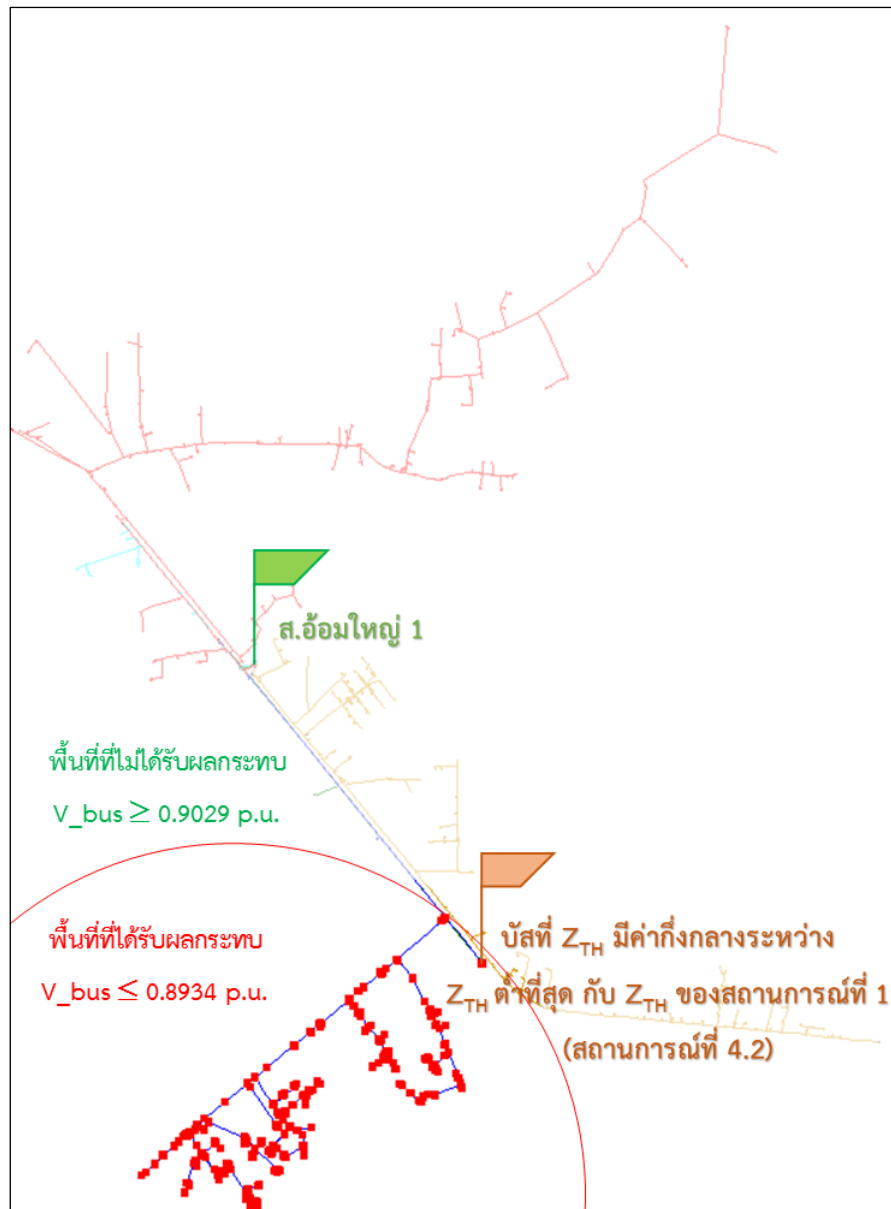 ส.อ้อมใหญ่ 1
พื้นที่ที่ไม่ได้รับผลกระทบ
V_bus ≥ 0.9029 p.u.
พื้นที่ที่ได้รับผลกระทบ
V_bus ≤ 0.8934 p.u.
บัสที่ Z_TH มีค่ากึ่งกลางระหว่าง
Z_TH ต่ำที่สุด กับ Z_TH ของสถานการณ์ที่ 1
(สถานการณ์ที่ 4.2)